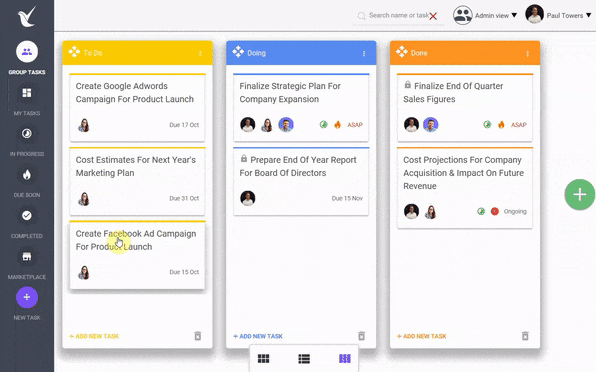 Search name or task
Admin view
Paul Towers
GROUP TASKS
MY TASKS
IN PROGRESS
DUE SOON
COMPLETED
MARKETPLACE
NEW TASK
To Do
Create Google Adwords
Campaign For Product Launch
Due 17 Oct
Cost Estimates For Next Year's
Marketing Plan
Due 31 Oct
Create Facebook Ad Campaign
For Product Launch
Due 15 Oct
+ ADD NEW TASK
Doing
Finalize Strategic Plan For
Company Expansion
ASAP
Prepare End Of Year Report
For Board Of Directors
Due 15 Nov
+ ADD NEW TASK
Done
Finalize End Of Quarter
Sales Figures
ASAP
Cost Projections For Company
Acquisition & Impact On Future
Revenue
Ongoing
+ ADD NEW TASK